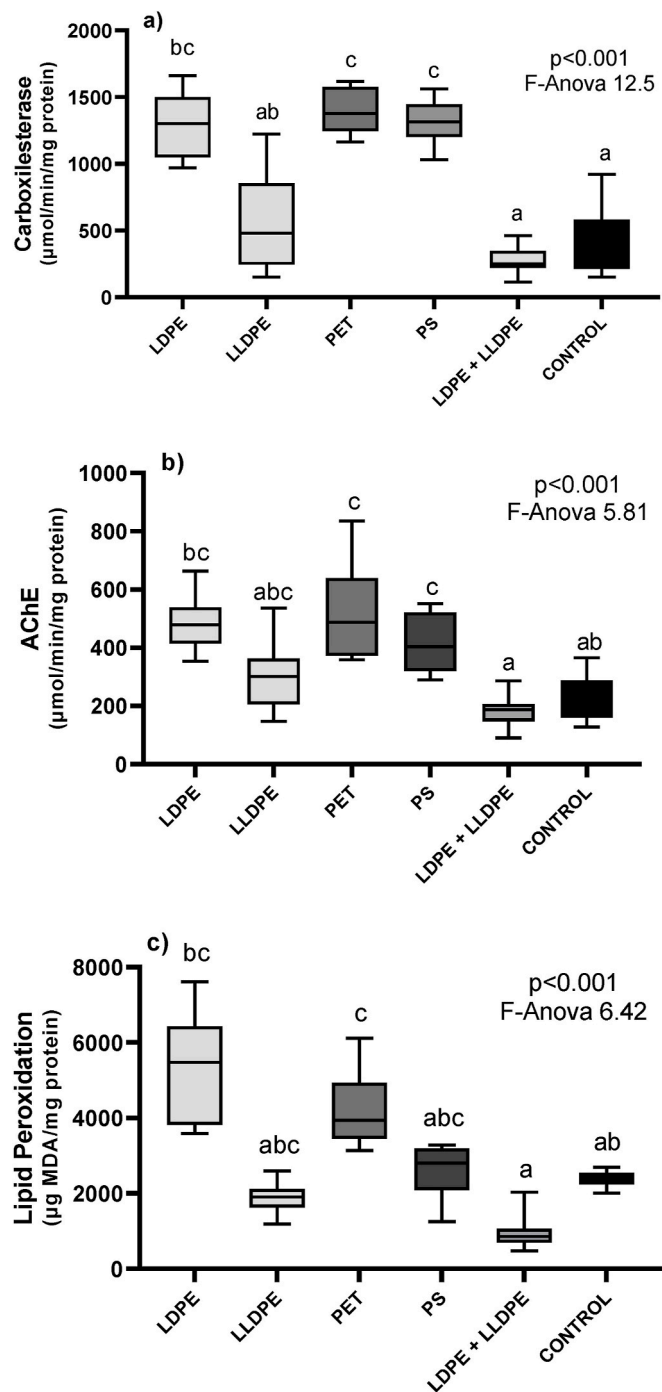 a)
p<0.001
F-Anova 12.5
Carboxilesterase
(µmol/min/mg protein)
2000
1500
1000
500
0
bc
ab
c
c
a
a
LDPE
LLDPE
PET
PS
LDPE + LLDPE
CONTROL
b)
p<0.001
F-Anova 5.81
AChE
(µmol/min/mg protein)
1000
800
600
400
200
0
bc
abc
c
c
a
ab
LDPE
LLDPE
PET
PS
LDPE + LLDPE
CONTROL
c)
p<0.001
F-Anova 6.42
Lipid Peroxidation
(µg MDA/mg protein)
8000
6000
4000
2000
0
bc
abc
c
abc
a
ab
LDPE
LLDPE
PET
PS
LDPE + LLDPE
CONTROL